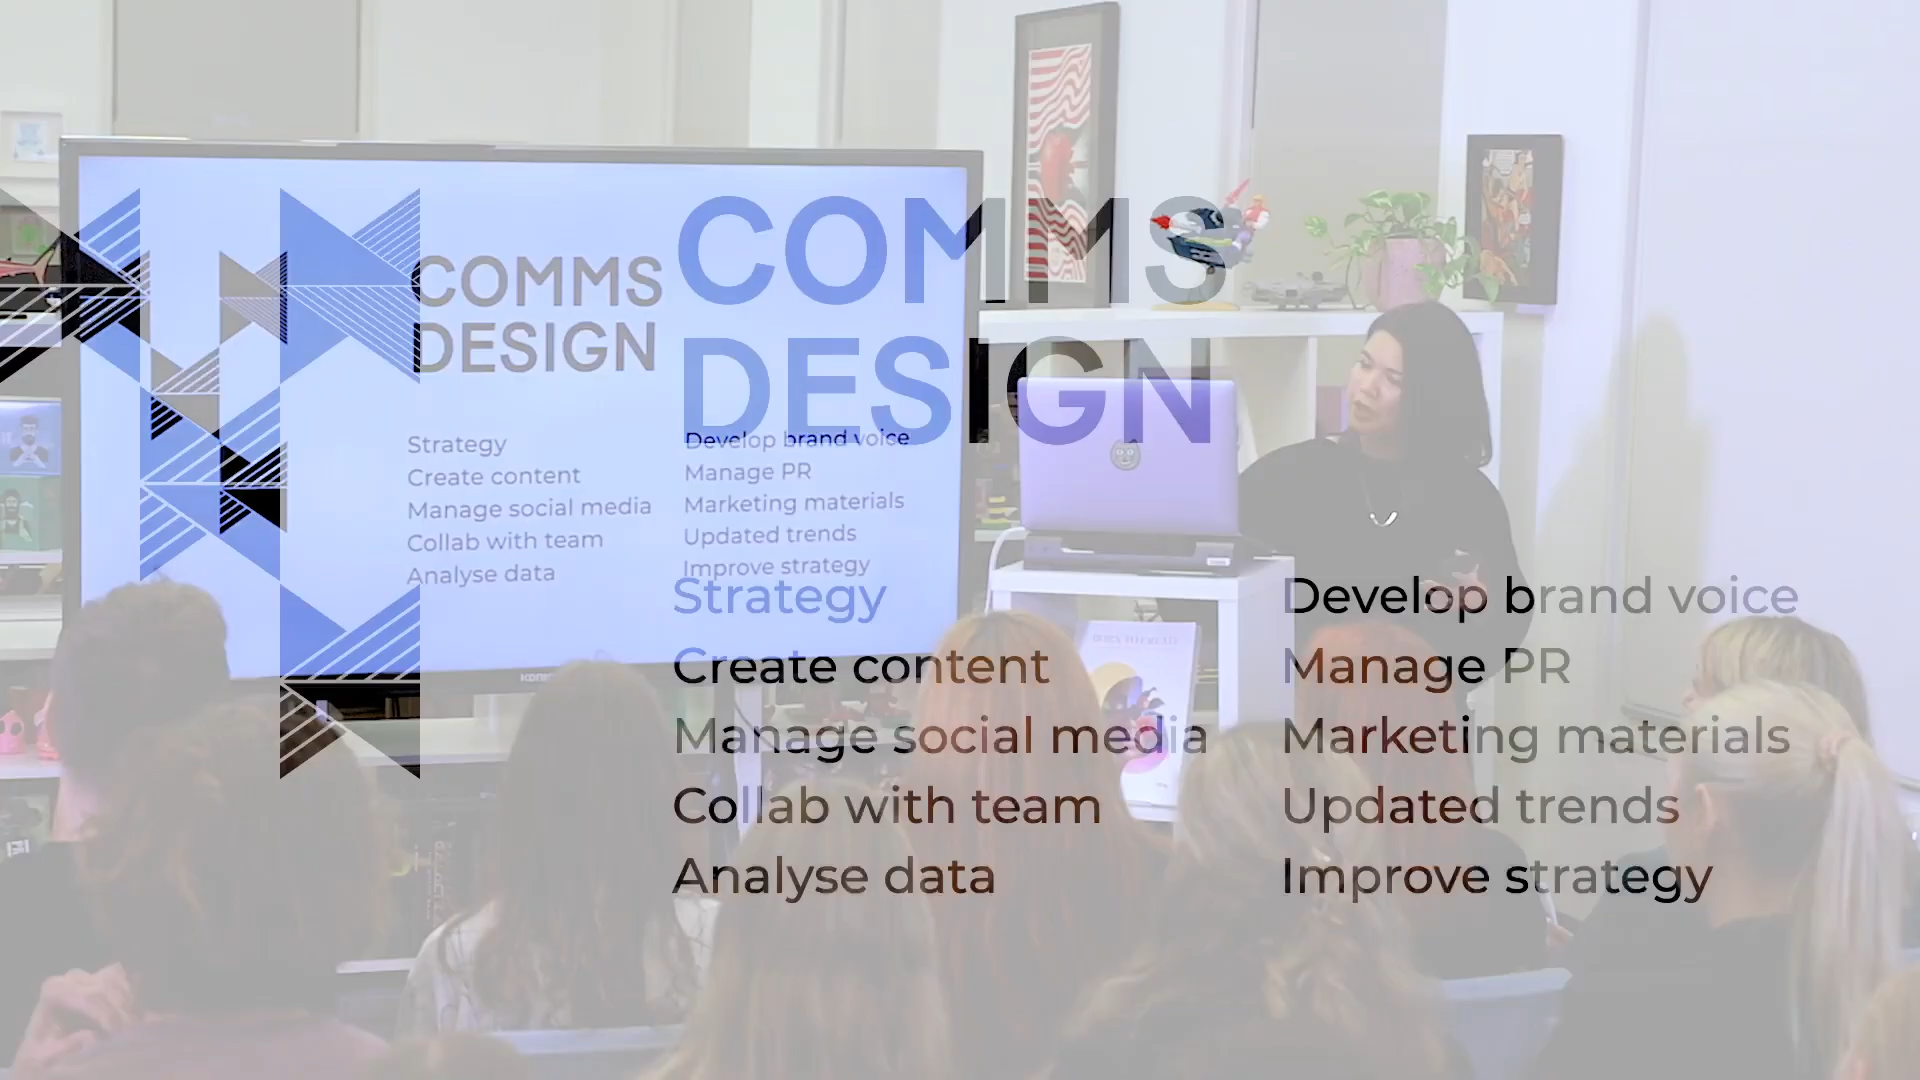 COMMS
DESIGN
Strategy
Create content
Manage social media
Collab with team
Analyse data
Develop brand voice
Manage PR
Marketing materials
Updated trends
Improve strategy
COMMS
DESIGN
Strategy
Create content
Manage social media
Collab with team
Analyse data
Develop brand voice
Manage PR
Marketing materials
Updated trends
Improve strategy